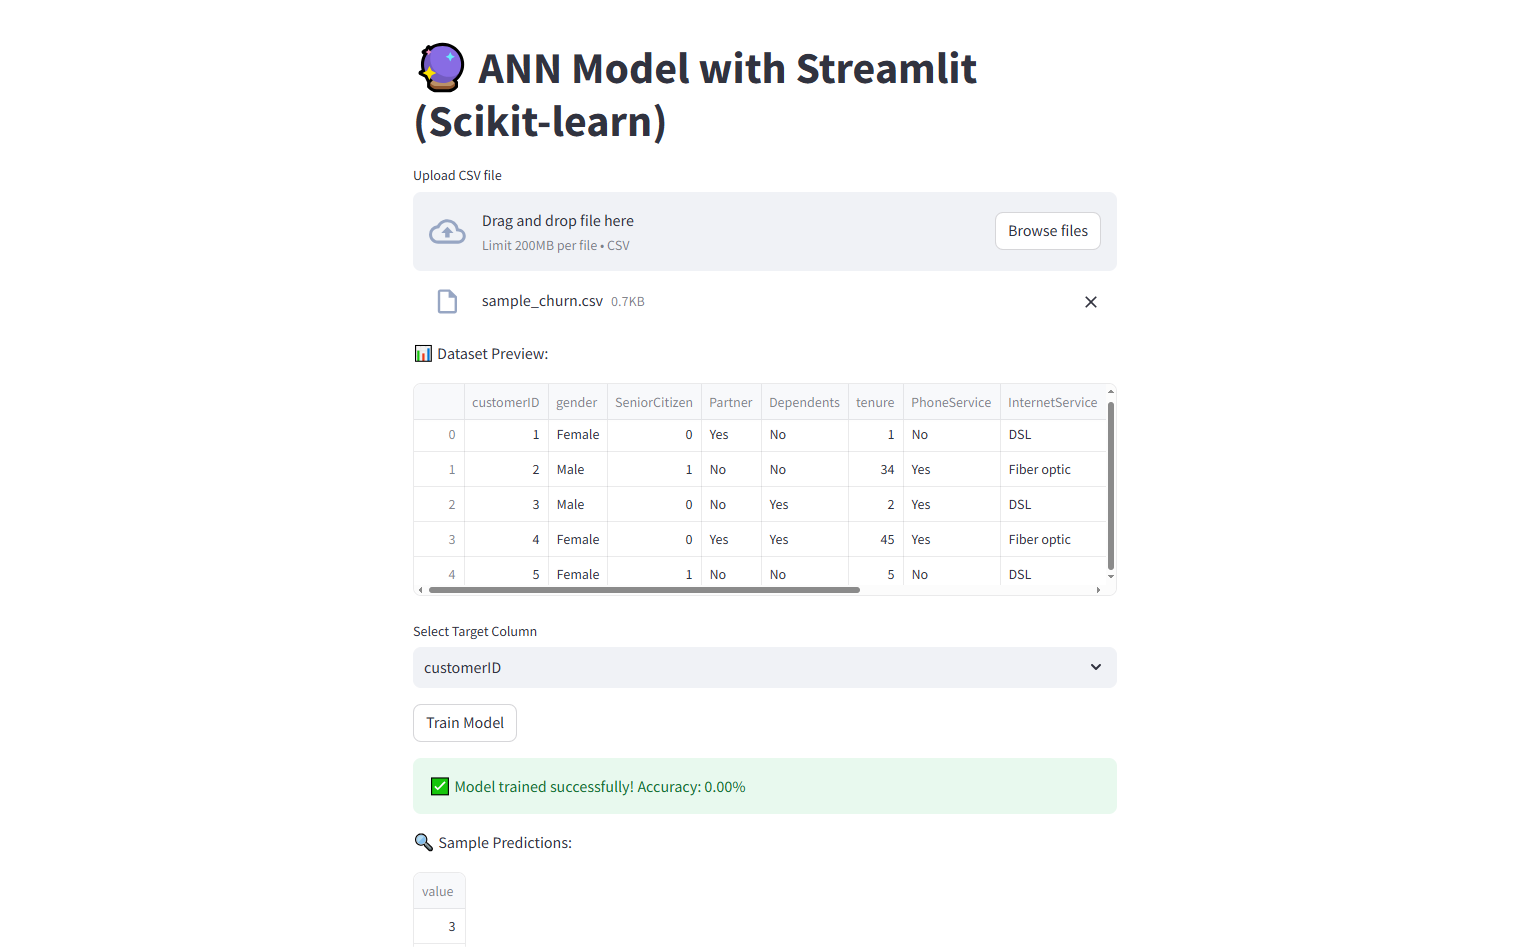 🔮 ANN Model with Streamlit
(Scikit-learn)
Upload CSV file
Drag and drop file here
Limit 200MB per file • CSV
Browse files
sample_churn.csv 0.7KB
📊 Dataset Preview:
customerID gender SeniorCitizen Partner Dependents tenure PhoneService InternetService
0 1 Female 0 Yes No 1 No DSL
1 2 Male 1 No No 34 Yes Fiber optic
2 3 Male 0 No Yes 2 Yes DSL
3 4 Female 0 Yes Yes 45 Yes Fiber optic
4 5 Female 1 No No 5 No DSL
Select Target Column
customerID
Train Model
✅ Model trained successfully! Accuracy: 0.00%
🔍 Sample Predictions:
value
3